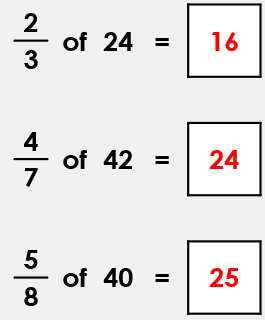 2/3 of 24 = 16
4/7 of 42 = 24
5/8 of 40 = 25